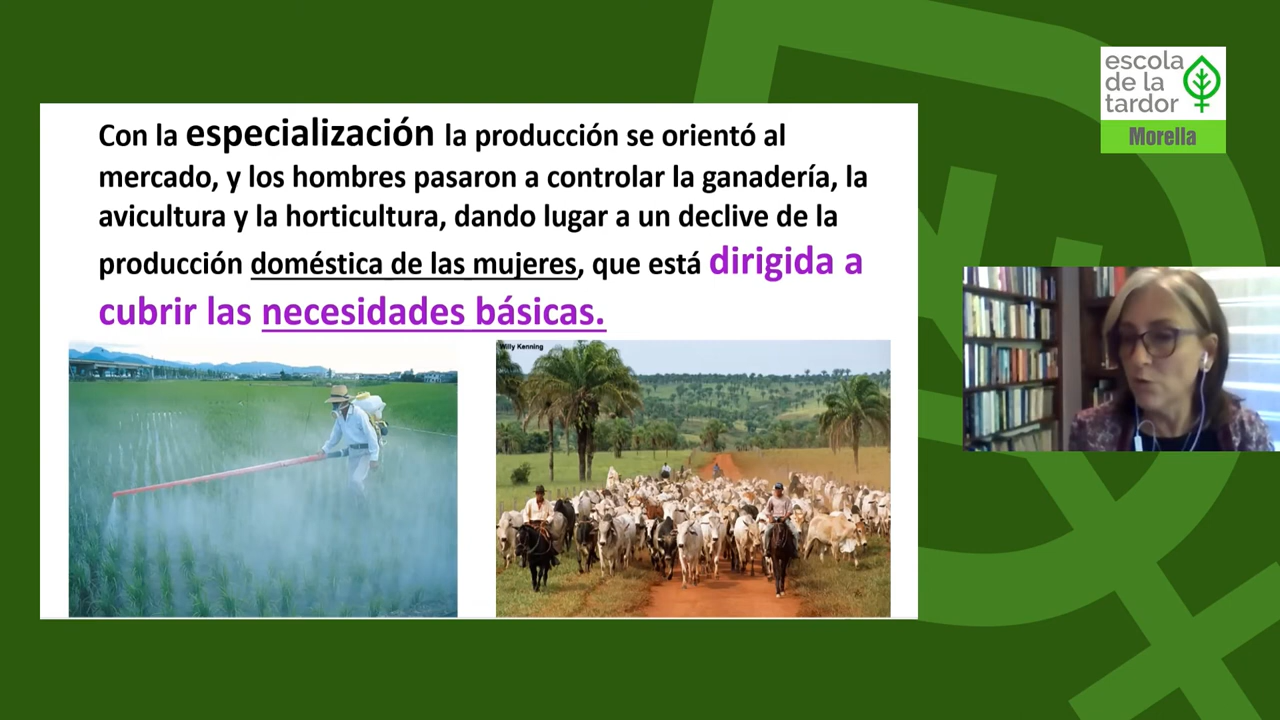 escola
de la
tardor
Morella
Con la especialización la producción se orientó al
mercado, y los hombres pasaron a controlar la ganadería, la
avicultura y la horticultura, dando lugar a un declive de la
producción doméstica de las mujeres, que está dirigida a
cubrir las necesidades básicas.
Willy Kenning